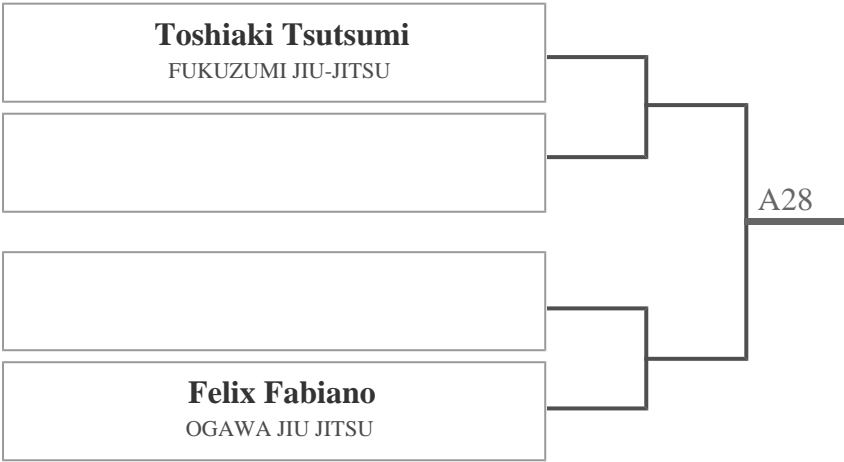 Toshiaki Tsutsumi
FUKUZUMI JIU-JITSU
A28
Felix Fabiano
OGAWA JIU JITSU